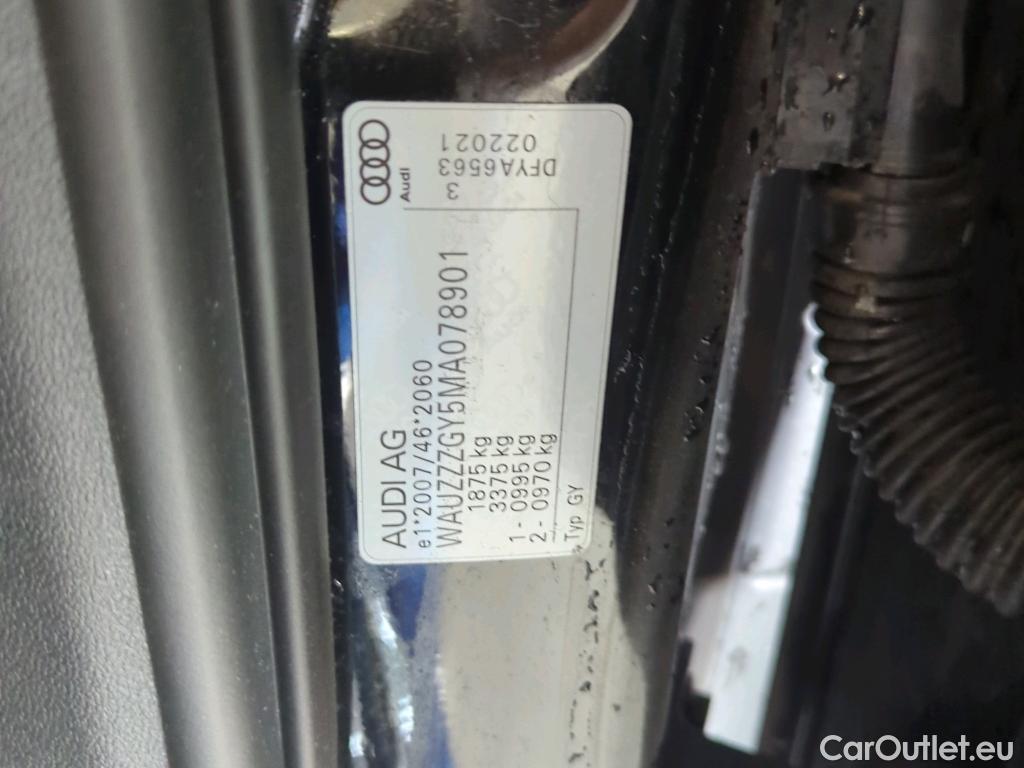 AUDI AG
e1*2007/46*2060
WAUZZZGY5MA078901
1875 kg
3375 kg
1 - 0995 kg
2 - 0970 kg
Typ GY
Audi
3
DFYA6563
022021
CarOutlet.eu